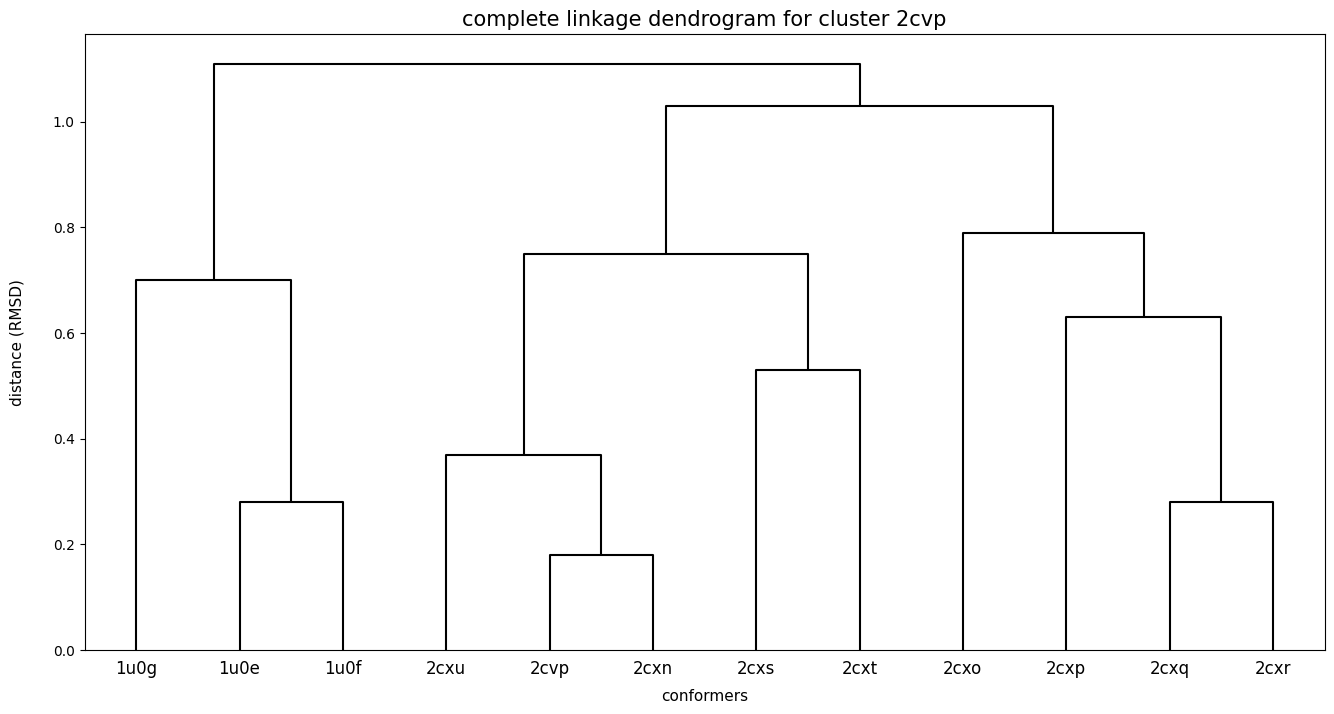 complete linkage dendrogram for cluster 2cvp
1.0
0.8
0.6
0.4
0.2
0.0
distance (RMSD)
1u0g 1u0e 1u0f 2cxu 2cvp 2cxn 2cxs 2cxt 2cxo 2cxp 2cxq 2cxr
conformers